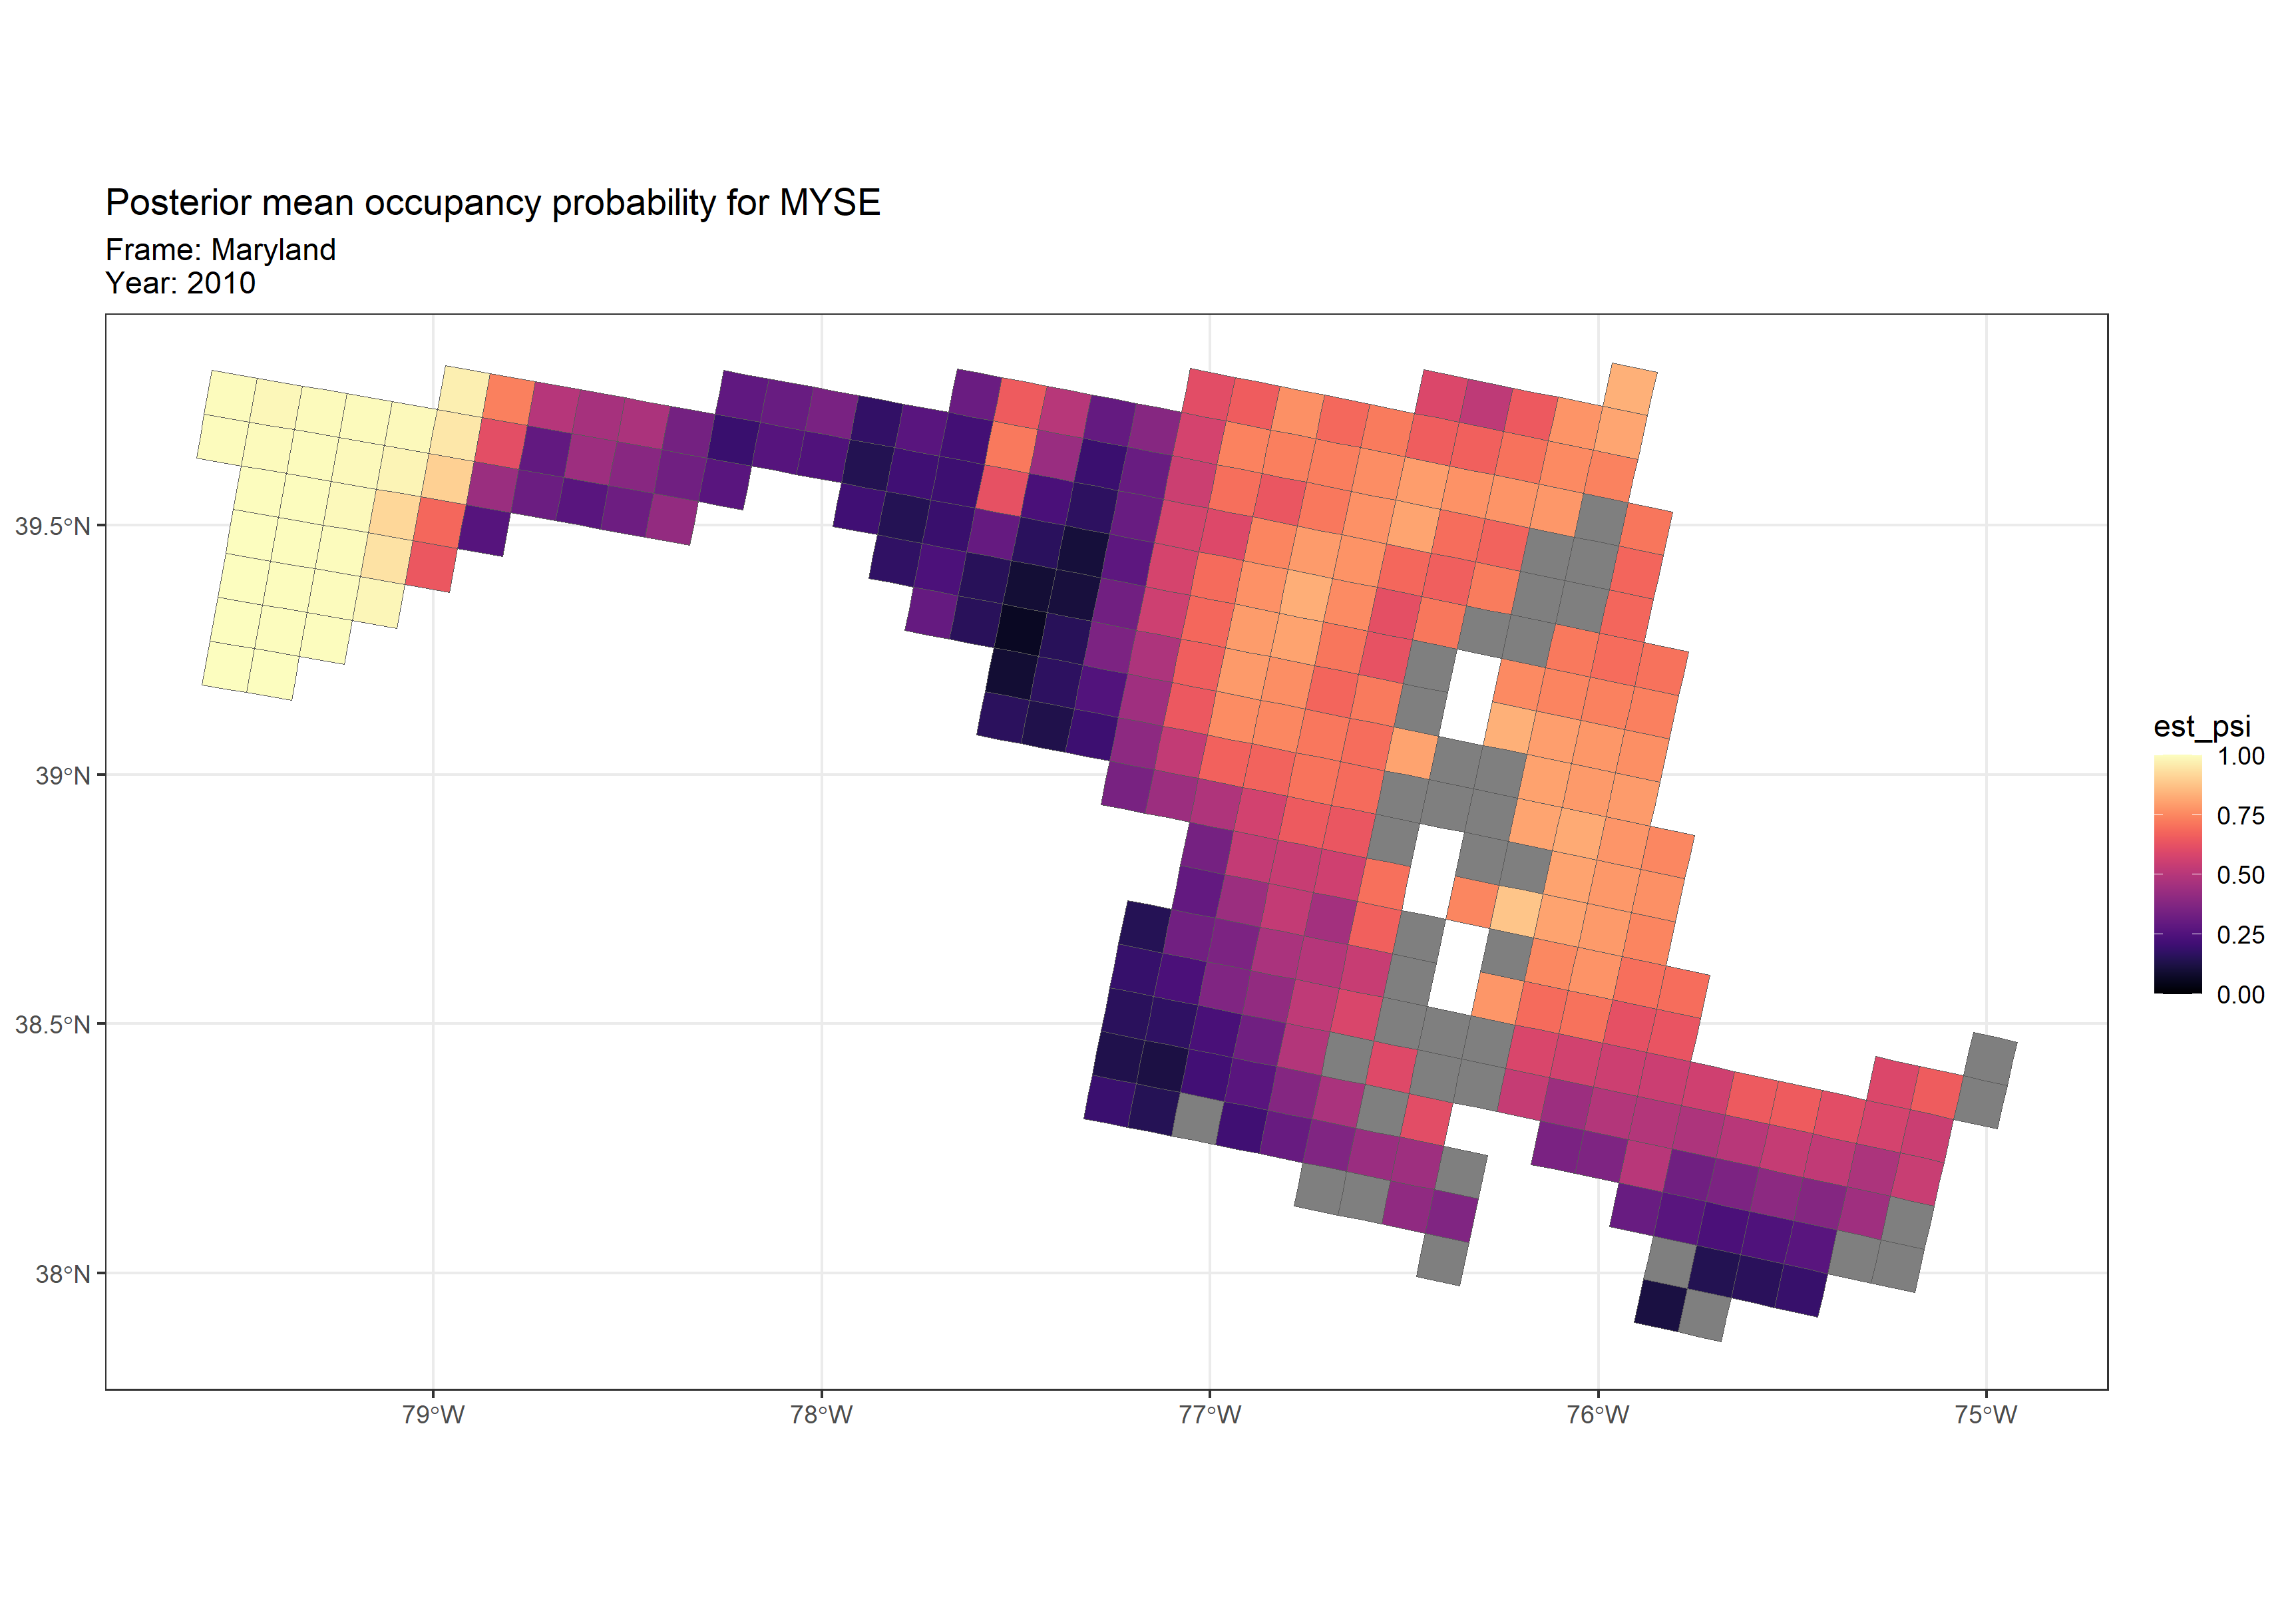 Posterior mean occupancy probability for MYSE
Frame: Maryland
Year: 2010
39.5°N
39°N
38.5°N
38°N
79°W
78°W
77°W
76°W
75°W
est_psi
1.00
0.75
0.50
0.25
0.00